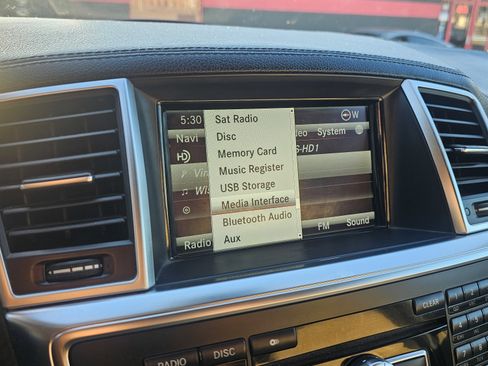 5:30
W
Sat Radio
Disc
Memory Card
Music Register
USB Storage
Media Interface
Bluetooth Audio
Aux
Navi
deo
System
S-HD1
Radio
FM
Sound
CLEAR
RADIO
DISC